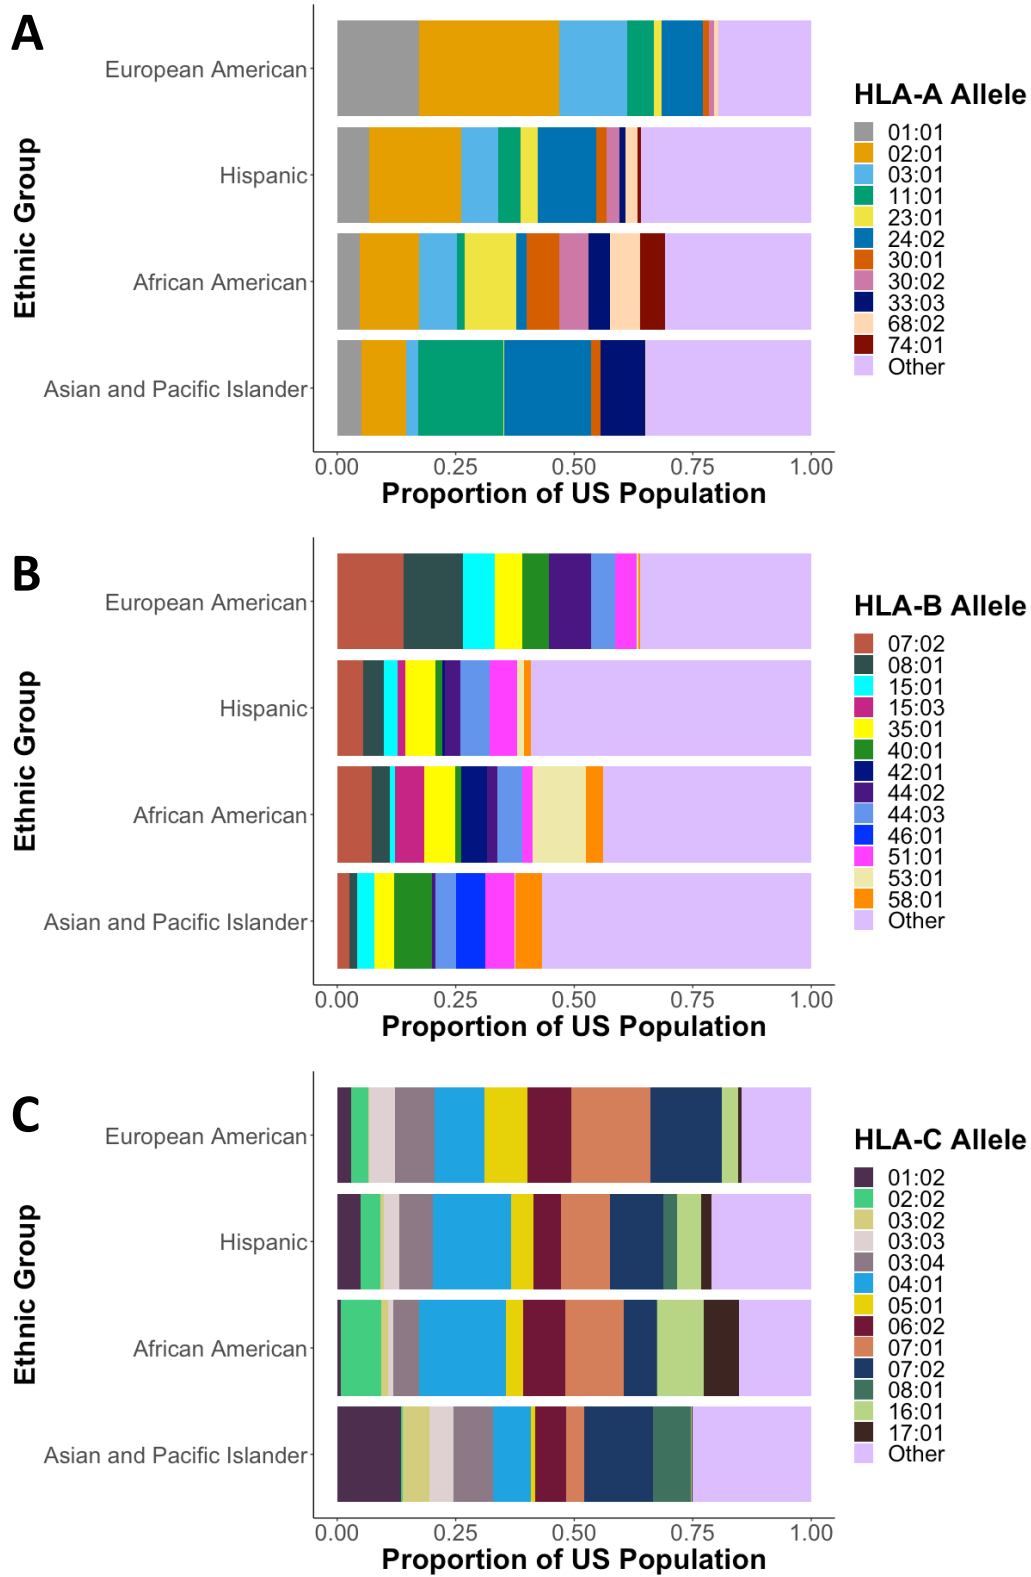 A
European American
Hispanic
African American
Asian and Pacific Islander
Ethnic Group
0.00 0.25 0.50 0.75 1.00
Proportion of US Population
HLA-A Allele
01:01
02:01
03:01
11:01
23:01
24:02
30:01
30:02
33:03
68:02
74:01
Other
B
European American
Hispanic
African American
Asian and Pacific Islander
Ethnic Group
0.00 0.25 0.50 0.75 1.00
Proportion of US Population
HLA-B Allele
07:02
08:01
15:01
15:03
35:01
40:01
42:01
44:02
44:03
46:01
51:01
53:01
58:01
Other
C
European American
Hispanic
African American
Asian and Pacific Islander
Ethnic Group
0.00 0.25 0.50 0.75 1.00
Proportion of US Population
HLA-C Allele
01:02
02:02
03:02
03:03
03:04
04:01
05:01
06:02
07:01
07:02
08:01
16:01
17:01
Other